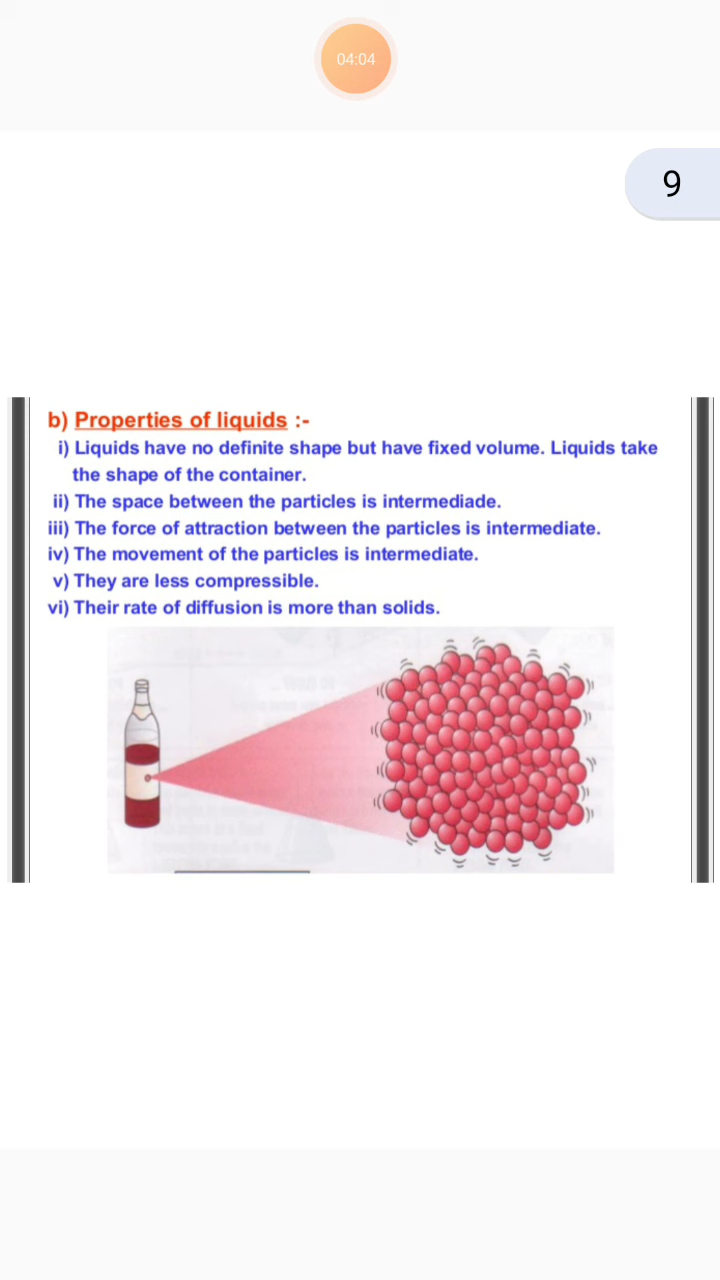 04:04
9
b) Properties of liquids :-
i) Liquids have no definite shape but have fixed volume. Liquids take
the shape of the container.
ii) The space between the particles is intermediade.
iii) The force of attraction between the particles is intermediate.
iv) The movement of the particles is intermediate.
v) They are less compressible.
vi) Their rate of diffusion is more than solids.